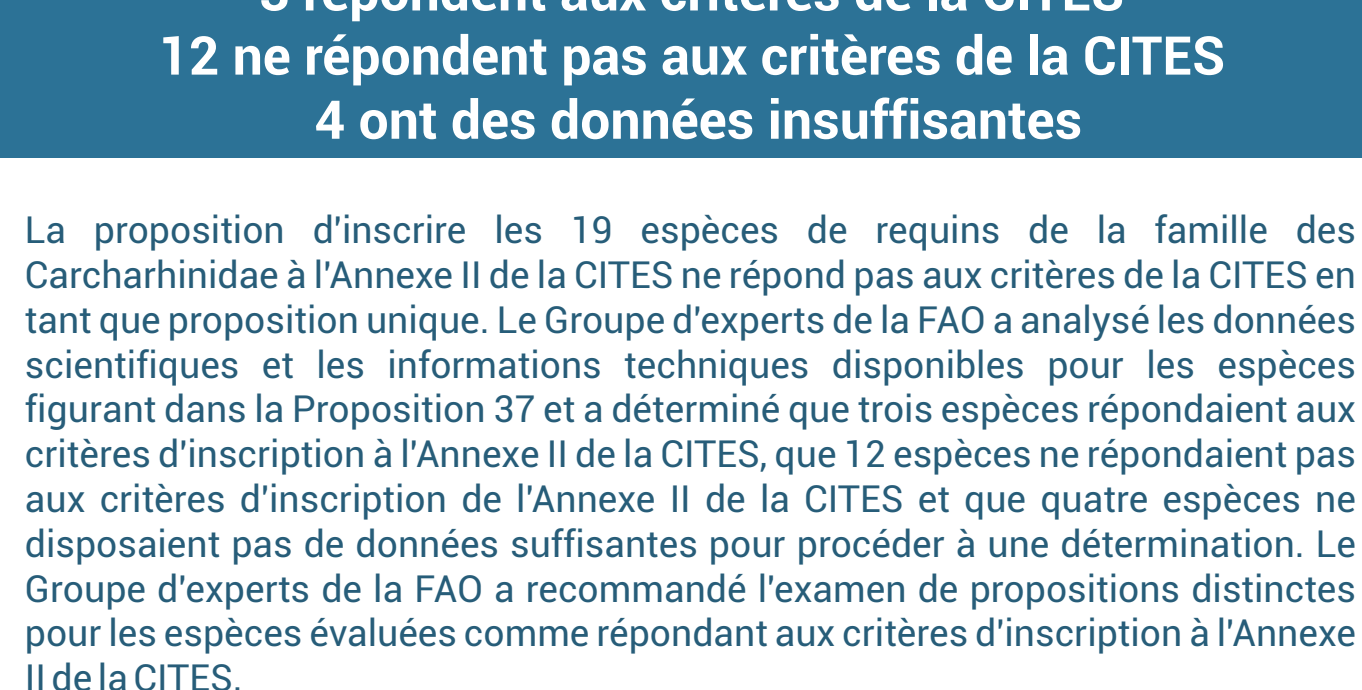 3 répondent aux critères de la CITES
12 ne répondent pas aux critères de la CITES
4 ont des données insuffisantes
La proposition d'inscrire les 19 espèces de requins de la famille des
Carcharhinidae à l'Annexe II de la CITES ne répond pas aux critères de la CITES en
tant que proposition unique. Le Groupe d'experts de la FAO a analysé les données
scientifiques et les informations techniques disponibles pour les espèces
figurant dans la Proposition 37 et a déterminé que trois espèces répondaient aux
critères d'inscription à l'Annexe II de la CITES, que 12 espèces ne répondaient pas
aux critères d'inscription de l'Annexe II de la CITES et que quatre espèces ne
disposaient pas de données suffisantes pour procéder à une détermination. Le
Groupe d'experts de la FAO a recommandé l'examen de propositions distinctes
pour les espèces évaluées comme répondant aux critères d'inscription à l'Annexe
II de la CITES.